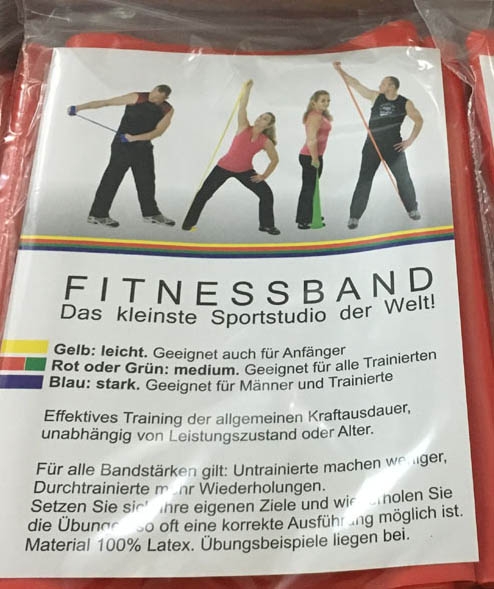 FITNESSBAND
Das kleinste Sportstudio der Welt!
Gelb: leicht. Geeignet auch für Anfänger
Rot oder Grün: medium. Geeignet für alle Trainierten
Blau: stark. Geeignet für Männer und Trainierte
Effektives Training der allgemeinen Kraftausdauer,
unabhängig von Leistungszustand oder Alter.
Für alle Bandstärken gilt: Untrainierte machen weniger,
Durchtrainierte mehr Wiederholungen.
Setzen Sie sich Ihre eigenen Ziele und wiederholen Sie
die Übungen so oft eine korrekte Ausführung möglich ist.
Material 100% Latex. Übungsbeispiele liegen bei.